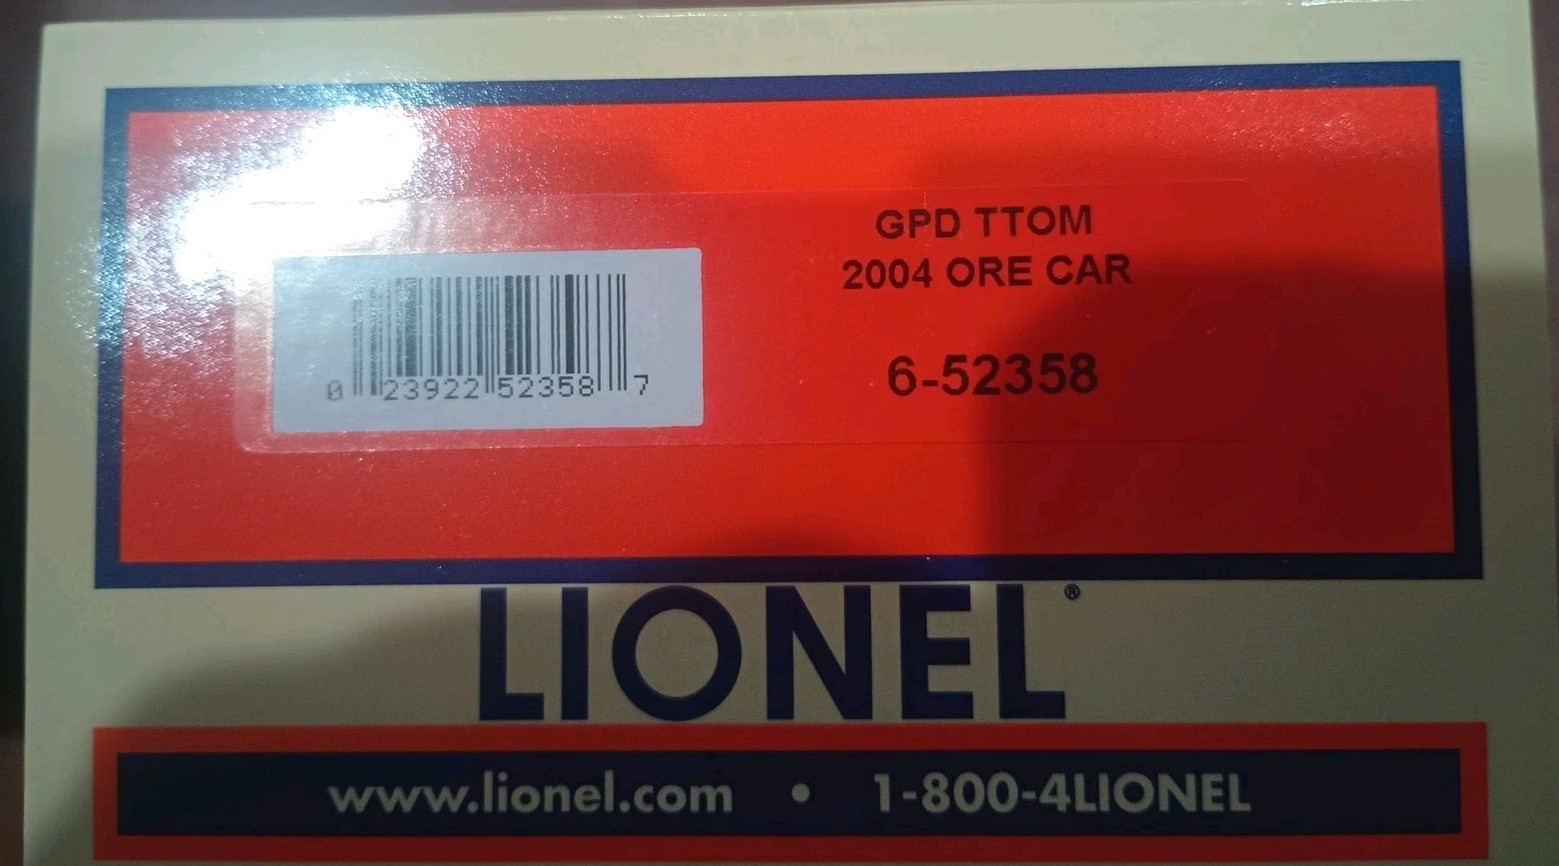 GPD TTOM
2004 ORE CAR
6-52358
0 23922 52358 7
LIONEL®
www.lionel.com • 1-800-4LIONEL